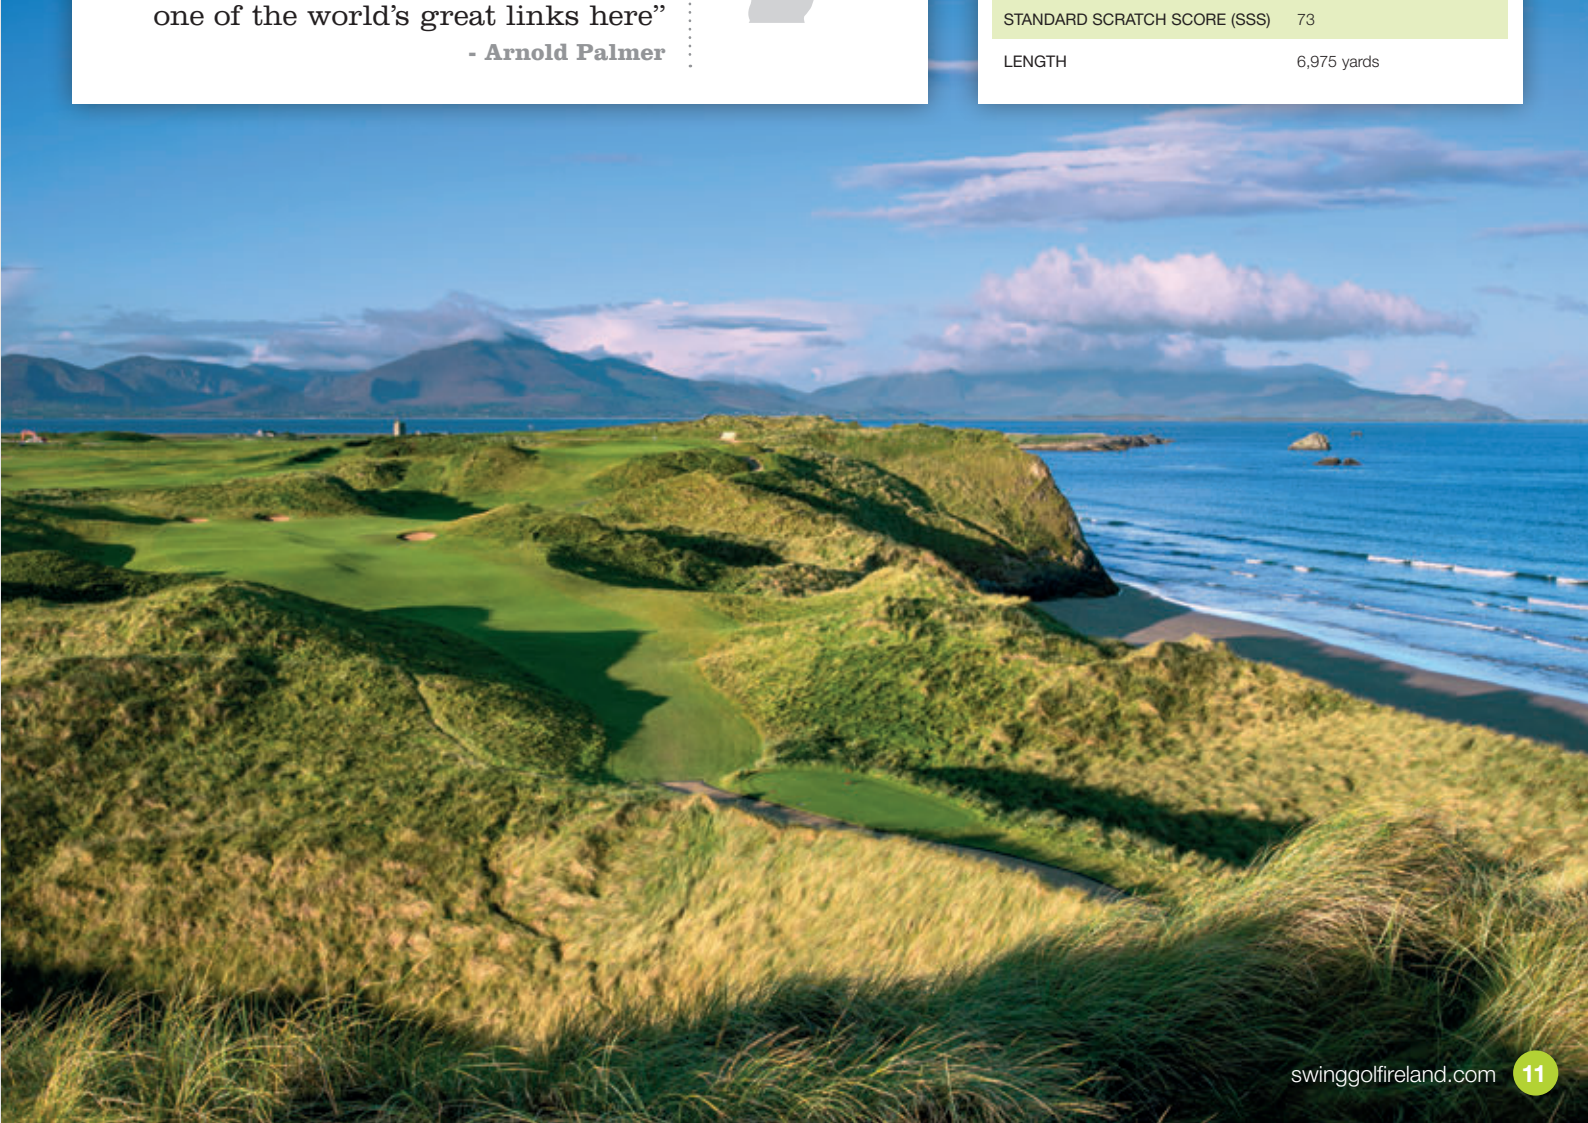 one of the world’s great links here”
- Arnold Palmer
STANDARD SCRATCH SCORE (SSS) 73
LENGTH 6,975 yards
swinggolfireland.com 11